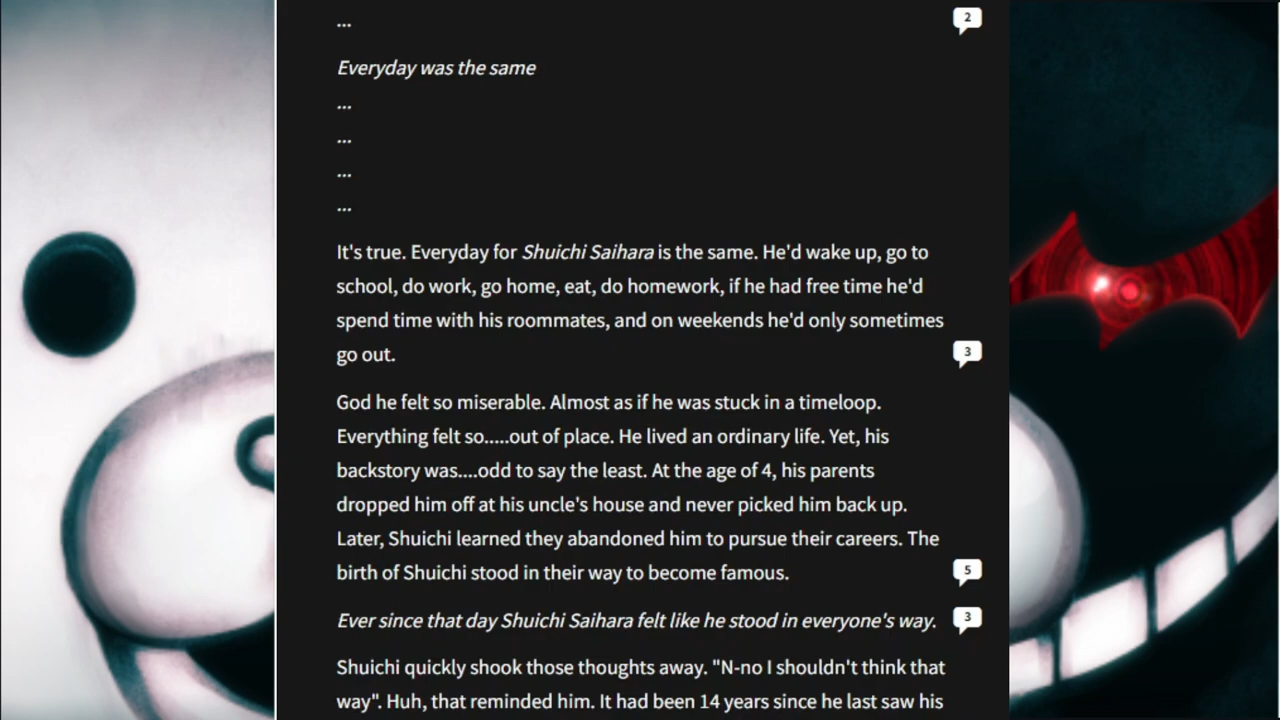 ...
2
Everyday was the same
...
...
...
...
It's true. Everyday for Shuichi Saihara is the same. He'd wake up, go to
school, do work, go home, eat, do homework, if he had free time he'd
spend time with his roommates, and on weekends he'd only sometimes
go out.
3
God he felt so miserable. Almost as if he was stuck in a timeloop.
Everything felt so.....out of place. He lived an ordinary life. Yet, his
backstory was....odd to say the least. At the age of 4, his parents
dropped him off at his uncle's house and never picked him back up.
Later, Shuichi learned they abandoned him to pursue their careers. The
birth of Shuichi stood in their way to become famous.
5
Ever since that day Shuichi Saihara felt like he stood in everyone's way.
3
Shuichi quickly shook those thoughts away. "N-no I shouldn't think that
way". Huh, that reminded him. It had been 14 years since he last saw his